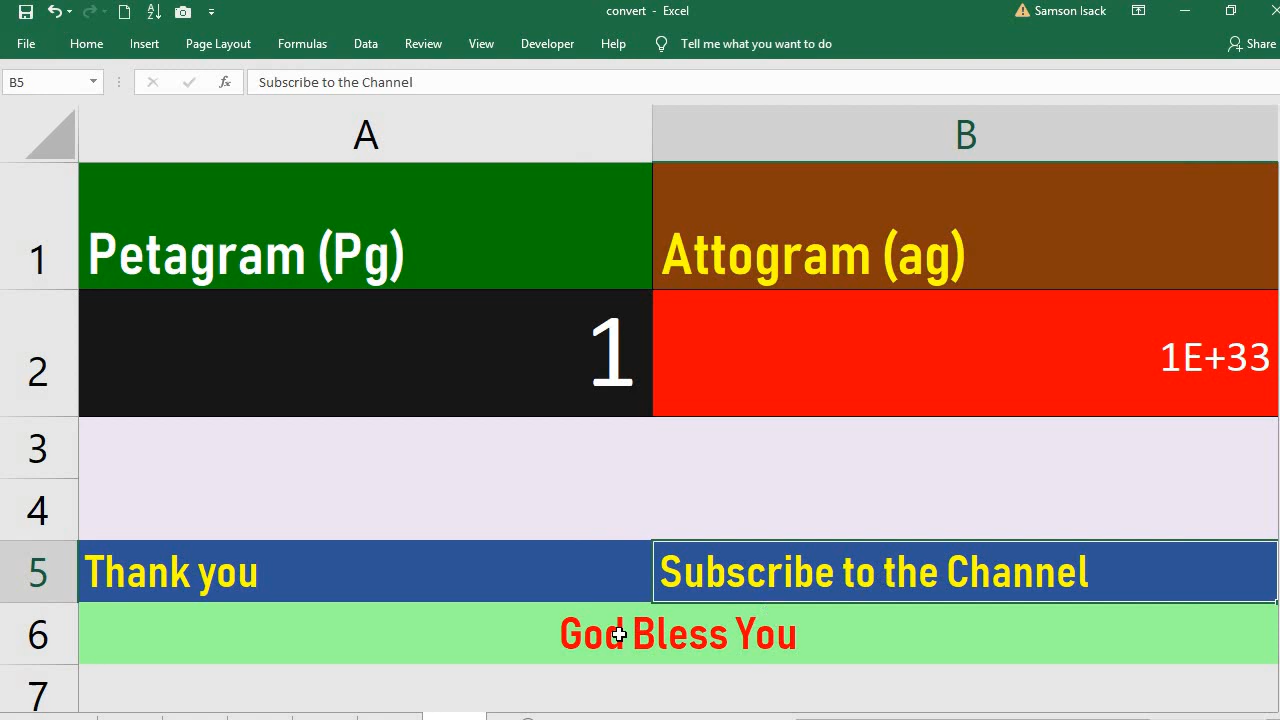 convert - Excel
Samson Isack
File Home Insert Page Layout Formulas Data Review View Developer Help Tell me what you want to do Share
B5 fx Subscribe to the Channel
A B
1 Petagram (Pg) Attogram (ag)
2 1 1E+33
3
4
5 Thank you Subscribe to the Channel
6 God Bless You
7